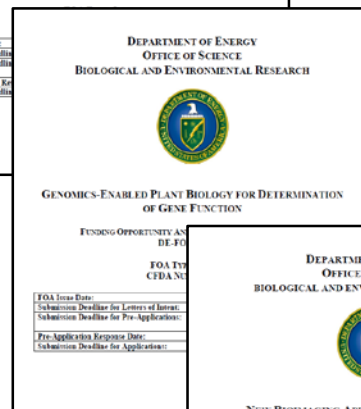 DEPARTMENT OF ENERGY
OFFICE OF SCIENCE
BIOLOGICAL AND ENVIRONMENTAL RESEARCH
GENOMICS-ENABLED PLANT BIOLOGY FOR DETERMINATION
OF GENE FUNCTION
FUNDING OPPORTUNITY AN
DE-FO
FOA TYP
CFDA NU
FOA Issue Date:
Submission Deadline for Letters of Intent:
Submission Deadline for Pre-Applications:
Pre-Application Response Date:
Submission Deadline for Applications:
DEPARTME
OFFICE
BIOLOGICAL AND EN